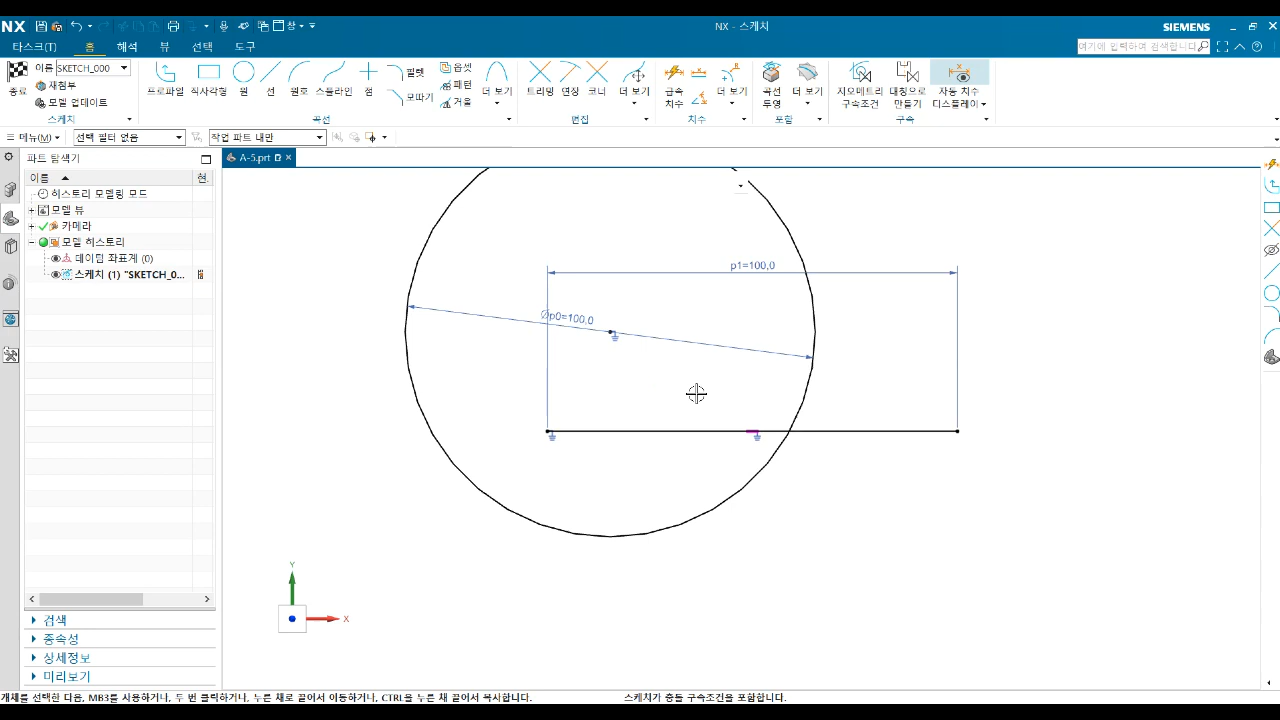 NX
창
NX - 스케치
SIEMENS
타스크(T)
홈
해석
뷰
선택
도구
여기에 입력하여 검색합니다
이름 SKETCH_000
종료
재첨부
모델 업데이트
프로파일
직사각형
원
선
원호
스플라인
점
필렛
모따기
옵셋
패턴
거울
더 보기
트리밍
연장
코너
더 보기
급속
치수
더 보기
곡선
투영
더 보기
지오메트리
구속조건
대칭으로
만들기
자동 치수
디스플레이
스케치
곡선
편집
치수
포함
구속
메뉴(M)
선택 필터 없음
작업 파트 내만
파트 탐색기
A-5.prt
이름
현.
히스토리 모델링 모드
모델 뷰
카메라
모델 히스토리
데이텀 좌표계 (0)
스케치 (1) "SKETCH_0...
p1=100,0
Øp0=100,0
Y
X
검색
종속성
상세정보
미리보기
개체를 선택한 다음, MB3를 사용하거나, 두 번 클릭하거나, 누른 채로 끌어서 이동하거나, CTRL을 누른 채 끌어서 복사합니다.
스케치가 충돌 구속조건을 포함합니다.